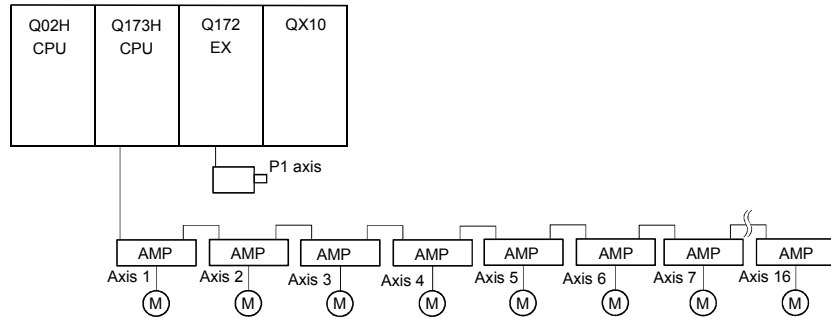 Q02H
CPU
Q173H
CPU
Q172
EX
QX10
P1 axis
AMP
AMP
AMP
AMP
AMP
AMP
AMP
AMP
Axis 1
Axis 2
Axis 3
Axis 4
Axis 5
Axis 6
Axis 7
Axis 16
M
M
M
M
M
M
M
M